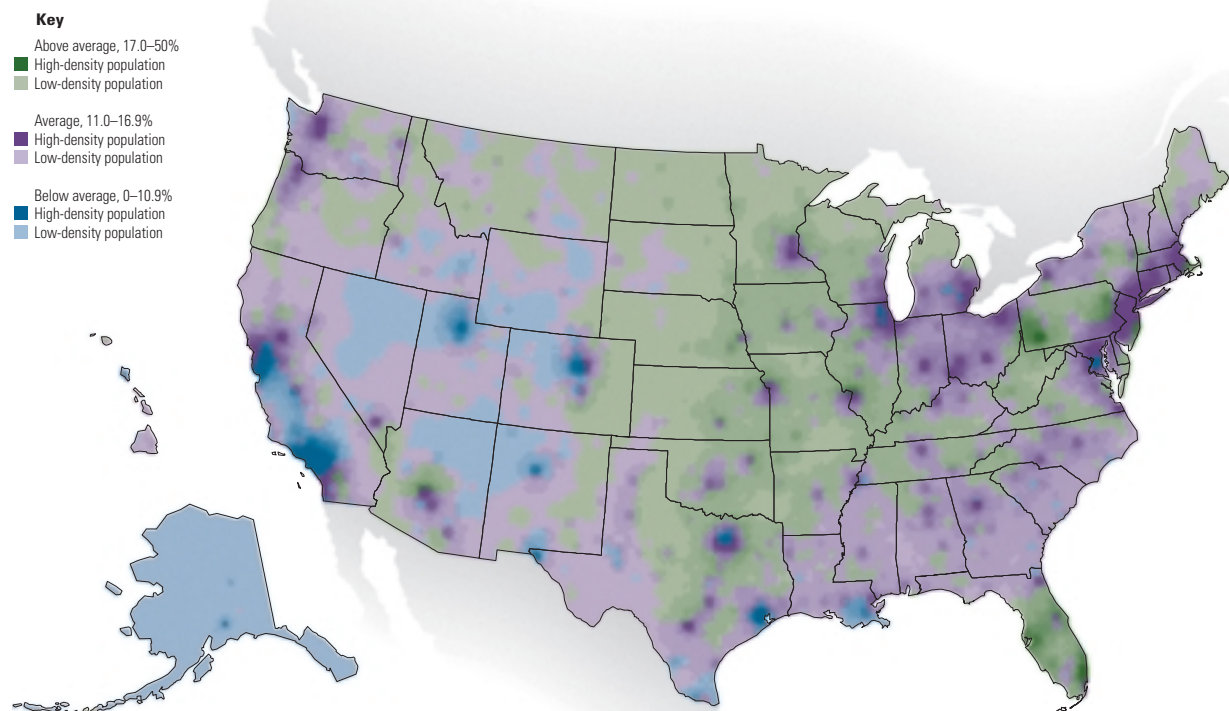 Key
Above average, 17.0–50%
High-density population
Low-density population
Average, 11.0–16.9%
High-density population
Low-density population
Below average, 0–10.9%
High-density population
Low-density population